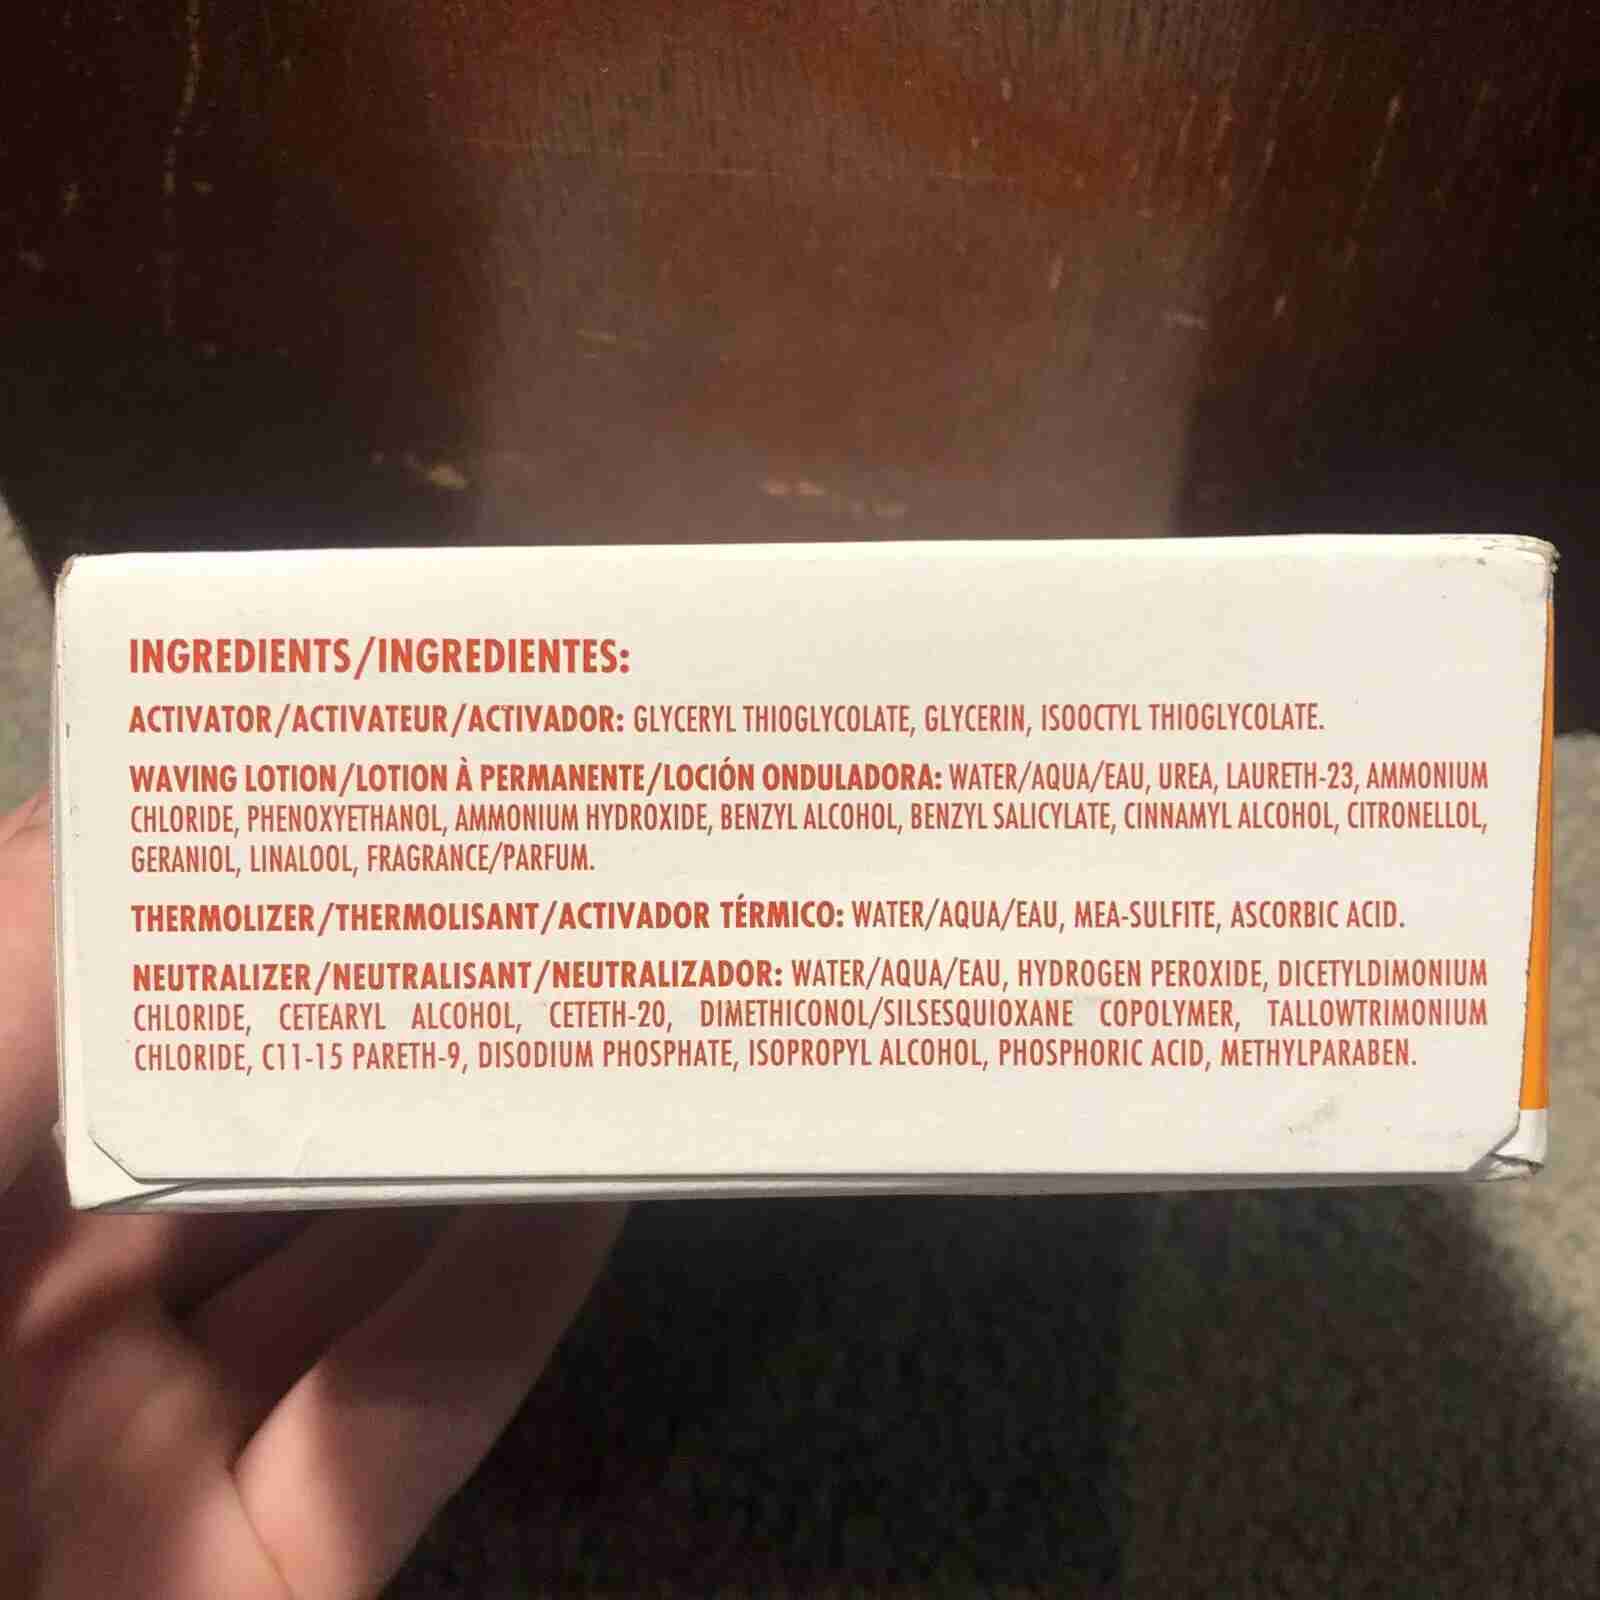 INGREDIENTS/INGREDIENTES:
ACTIVATOR/ACTIVATEUR/ACTIVADOR: GLYCERYL THIOGLYCOLATE, GLYCERIN, ISOOCTYL THIOGLYCOLATE.
WAVING LOTION/LOTION À PERMANENTE/LOCIÓN ONDULADORA: WATER/AQUA/EAU, UREA, LAURETH-23, AMMONIUM
CHLORIDE, PHENOXYETHANOL, AMMONIUM HYDROXIDE, BENZYL ALCOHOL, BENZYL SALICYLATE, CINNAMYL ALCOHOL, CITRONELLOL,
GERANIOL, LINALOOL, FRAGRANCE/PARFUM.
THERMOLIZER/THERMOLISANT/ACTIVADOR TÉRMICO: WATER/AQUA/EAU, MEA-SULFITE, ASCORBIC ACID.
NEUTRALIZER/NEUTRALISANT/NEUTRALIZADOR: WATER/AQUA/EAU, HYDROGEN PEROXIDE, DICETYLDIMONIUM
CHLORIDE, CETEARYL ALCOHOL, CETETH-20, DIMETHICONOL/SILSESQUIOXANE COPOLYMER, TALLOWTRIMONIUM
CHLORIDE, C11-15 PARETH-9, DISODIUM PHOSPHATE, ISOPROPYL ALCOHOL, PHOSPHORIC ACID, METHYLPARABEN.